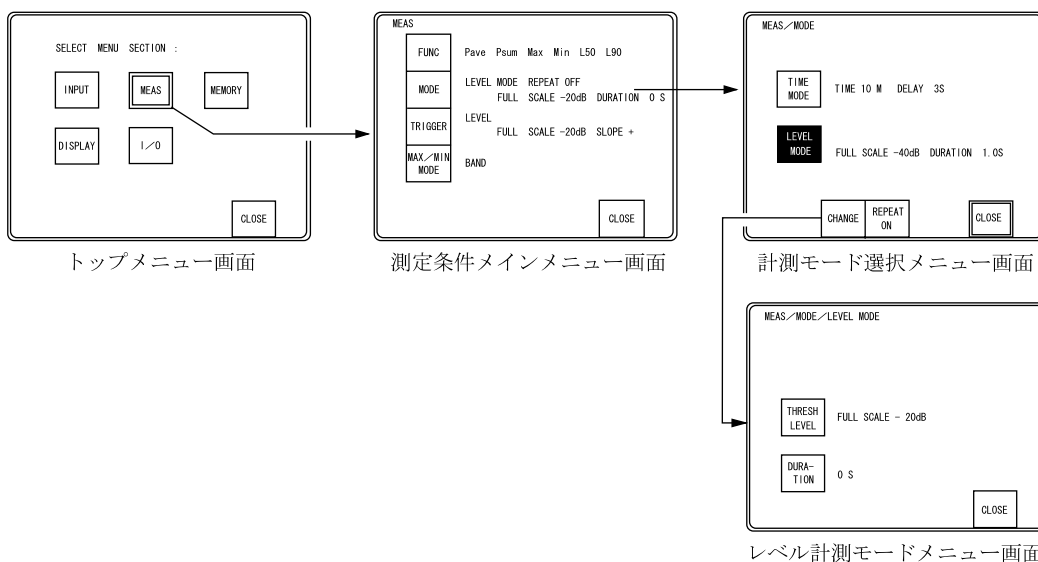 SELECT MENU SECTION :
INPUT
MEAS
MEMORY
DISPLAY
I／O
CLOSE
トップメニュー画面
MEAS
FUNC
Pave Psum Max Min L50 L90
MODE
LEVEL MODE REPEAT OFF
FULL SCALE −20dB DURATION 0 S
TRIGGER
LEVEL
FULL SCALE −20dB SLOPE +
MAX／MIN
MODE
BAND
CLOSE
測定条件メインメニュー画面
MEAS／MODE
TIME
MODE
TIME 10 M DELAY 3S
LEVEL
MODE
FULL SCALE −40dB DURATION 1.0S
CHANGE
REPEAT
ON
CLOSE
計測モード選択メニュー画面
MEAS／MODE／LEVEL MODE
THRESH
LEVEL
FULL SCALE − 20dB
DURA−
TION
0 S
CLOSE
レベル計測モードメニュー画面